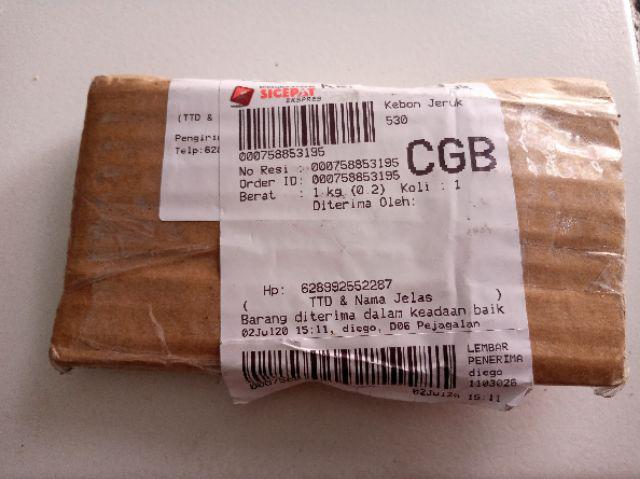 SICEPAT
EKSPRES
Kebon Jeruk
530
000758853195
CGB
No Resi : 000758853195
Order ID: 000758853195
Berat : 1 kg (0.2) Koli : 1
Diterima Oleh:
(TTD &
Pengiri
Telp:62
Hp: 628992552287
( TTD & Nama Jelas )
Barang diterima dalam keadaan baik
02Jul20 15:11, diego, D06 Pejagalan
LEMBAR
PENERIMA
diego
1103026
02Jul20 15:11